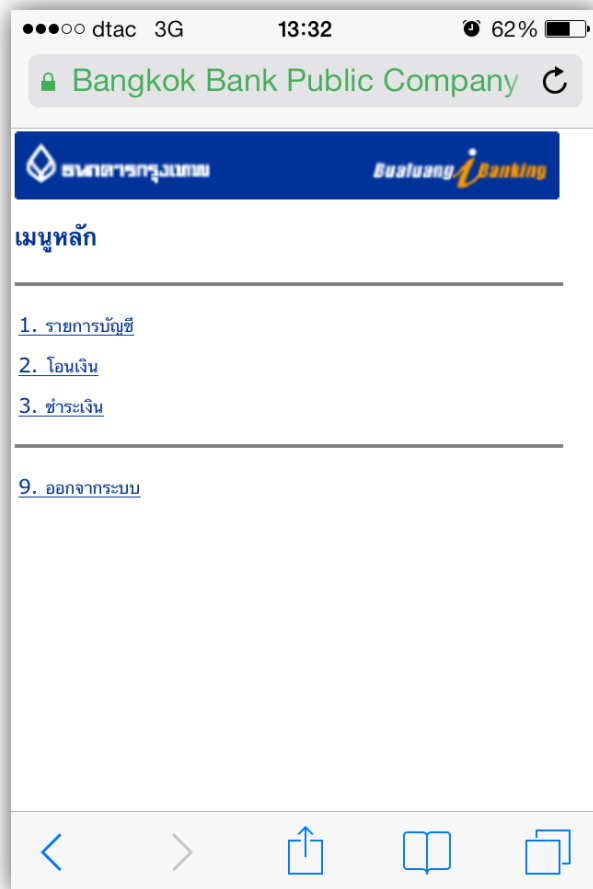 dtac 3G 13:32 62%
Bangkok Bank Public Company
ธนาคารกรุงเทพ Bualuang iBanking
เมนูหลัก
1. รายการบัญชี
2. โอนเงิน
3. ชำระเงิน
9. ออกจากระบบ